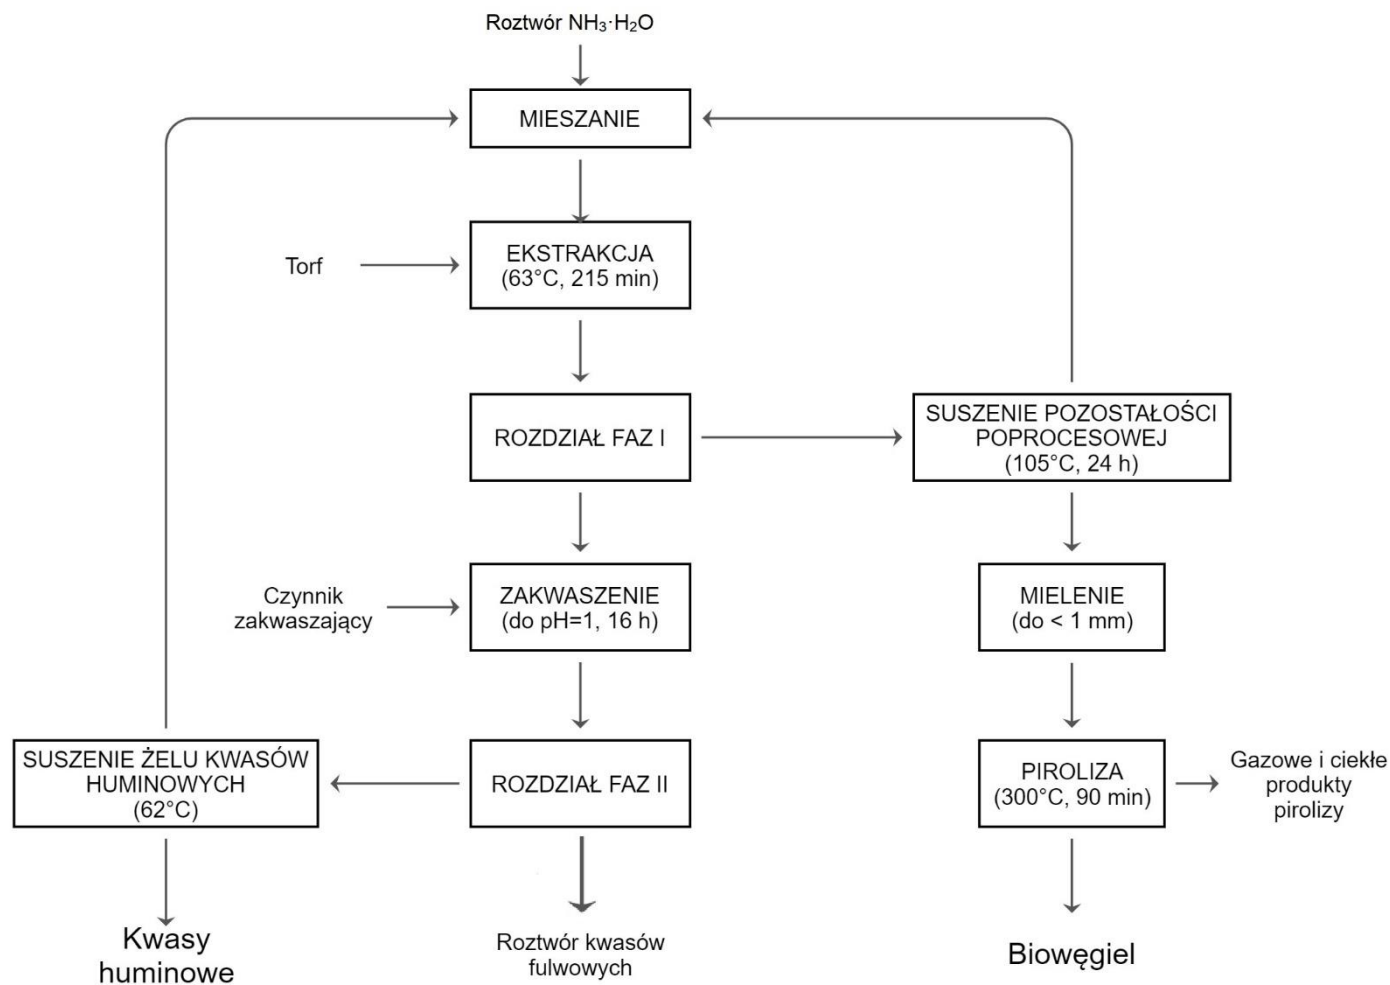 Roztwór NH₃·H₂O
MIESZANIE
Torf
EKSTRAKCJA
(63°C, 215 min)
ROZDZIAŁ FAZ I
SUSZENIE POZOSTAŁOŚCI
POPROCESOWEJ
(105°C, 24 h)
Czynnik
zakwaszający
ZAKWASZENIE
(do pH=1, 16 h)
MIELENIE
(do < 1 mm)
SUSZENIE ŻELU KWASÓW
HUMINOWYCH
(62°C)
ROZDZIAŁ FAZ II
PIROLIZA
(300°C, 90 min)
Gazowe i ciekłe
produkty
pirolizy
Kwasy
huminowe
Roztwór kwasów
fulwowych
Biowęgiel